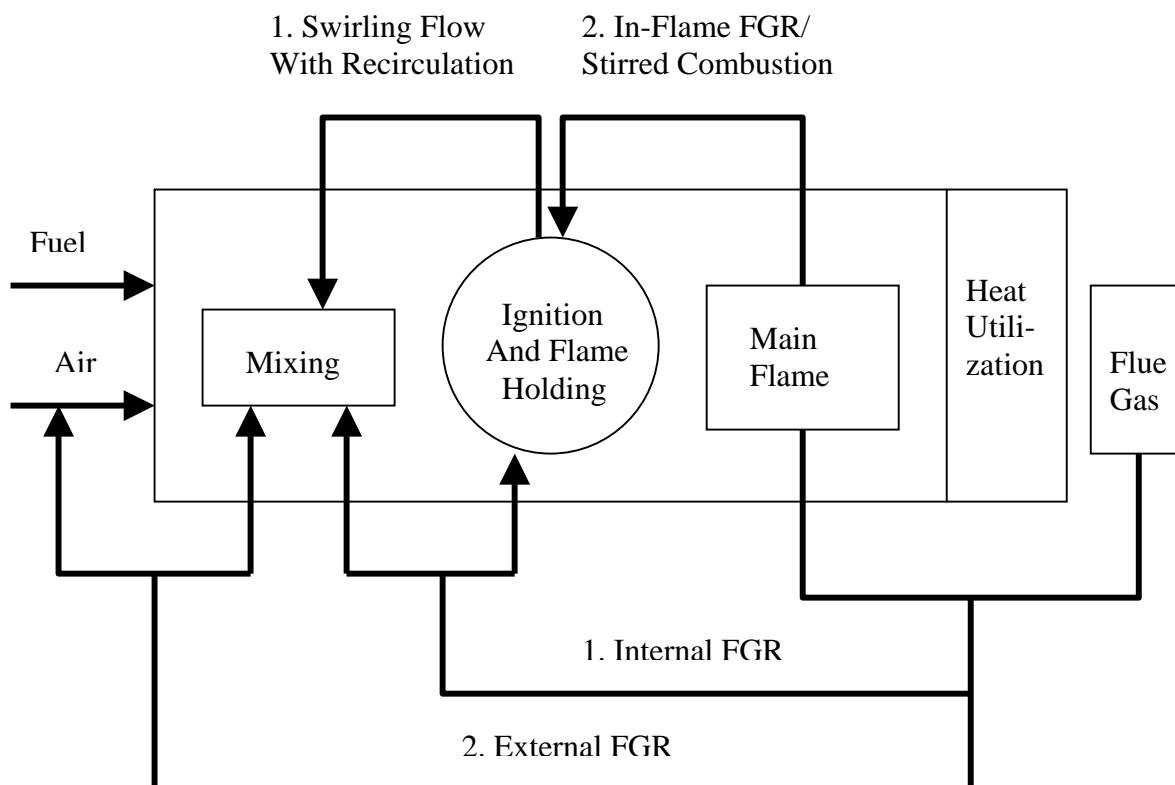 1. Swirling Flow
With Recirculation
2. In-Flame FGR/
Stirred Combustion
Fuel
Air
Mixing
Ignition
And Flame
Holding
Main
Flame
Heat
Utili-
zation
Flue
Gas
1. Internal FGR
2. External FGR